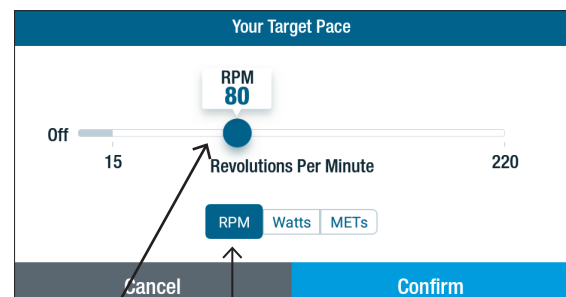 Your Target Pace
RPM
80
Off
15
Revolutions Per Minute
220
RPM Watts METs
Cancel Confirm